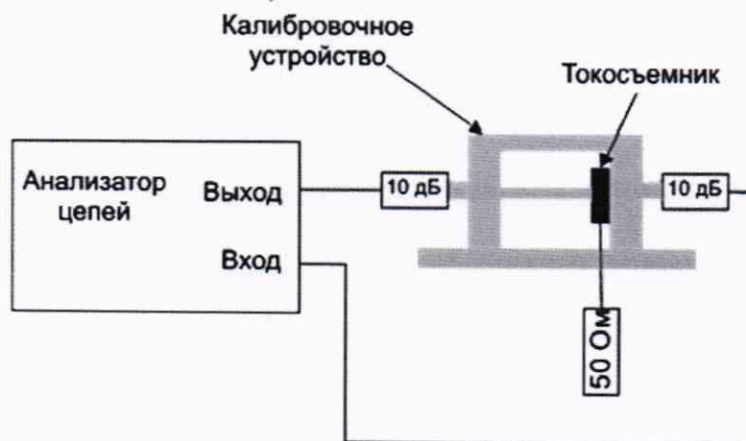 Калибровочное
устройство
Токосъемник
Анализатор
цепей
Выход
10 дБ
10 дБ
Вход
50 Ом